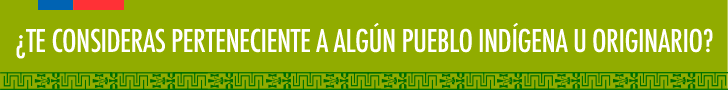 ¿TE CONSIDERAS PERTENECIENTE A ALGÚN PUEBLO INDÍGENA U ORIGINARIO?